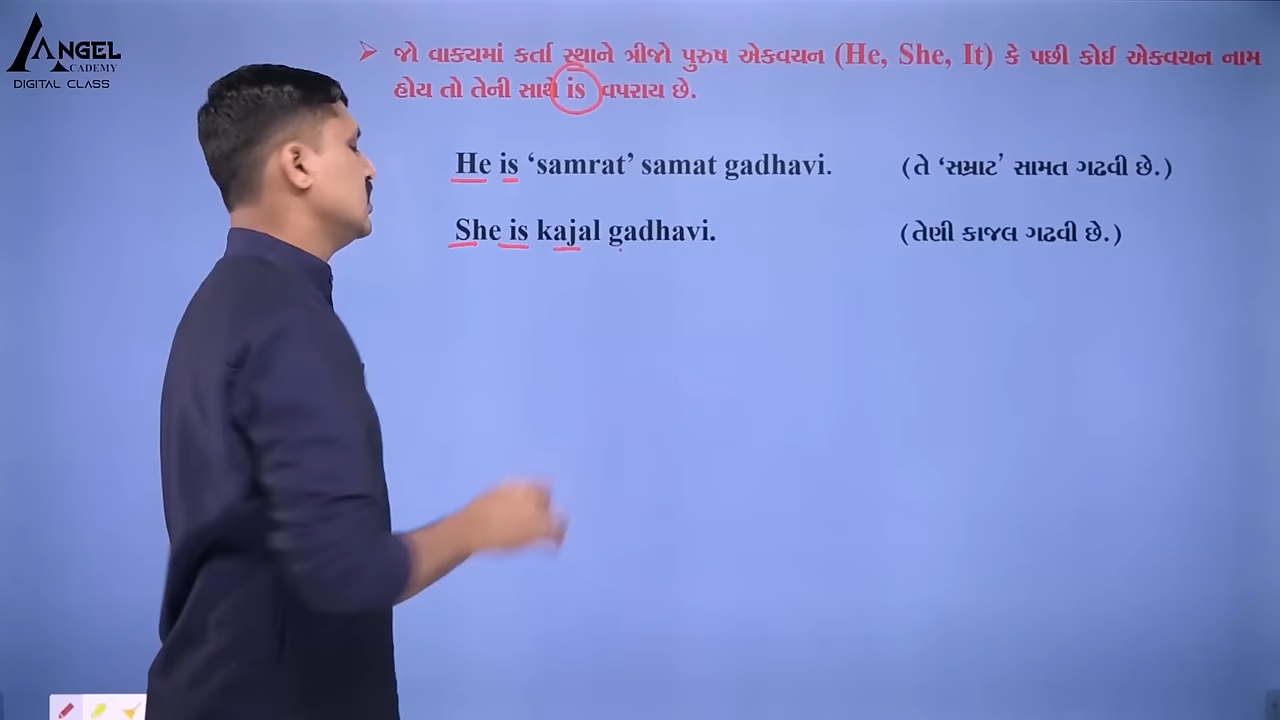 ANGEL
ACADEMY
DIGITAL CLASS
➢ જો વાક્યમાં કર્તા સ્થાને ત્રીજો પુરુષ એકવચન (He, She, It) કે પછી કોઈ એકવચન નામ
હોય તો તેની સાથે is વપરાય છે.
He is ‘samrat’ samat gadhavi. (તે ‘સમ્રાટ’ સામત ગઢવી છે.)
She is kajal gadhavi. (તેણી કાજલ ગઢવી છે.)